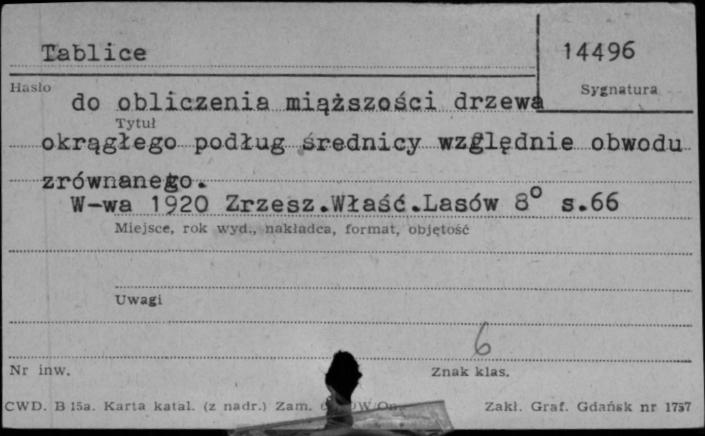 Tablice
14496
Hasło
Sygnatura
do obliczenia miąższości drzewa
Tytuł
okrągłego podług średnicy względnie obwodu
zrównanego.
W-wa 1920 Zrzesz.Właść.Lasów 8° s.66
Miejsce, rok wyd., nakładca, format, objętość
Uwagi
6
Nr inw.
Znak klas.
CWD. B 15a. Karta katal. (z nadr.) Zam.
Zakł. Graf. Gdańsk nr 1757